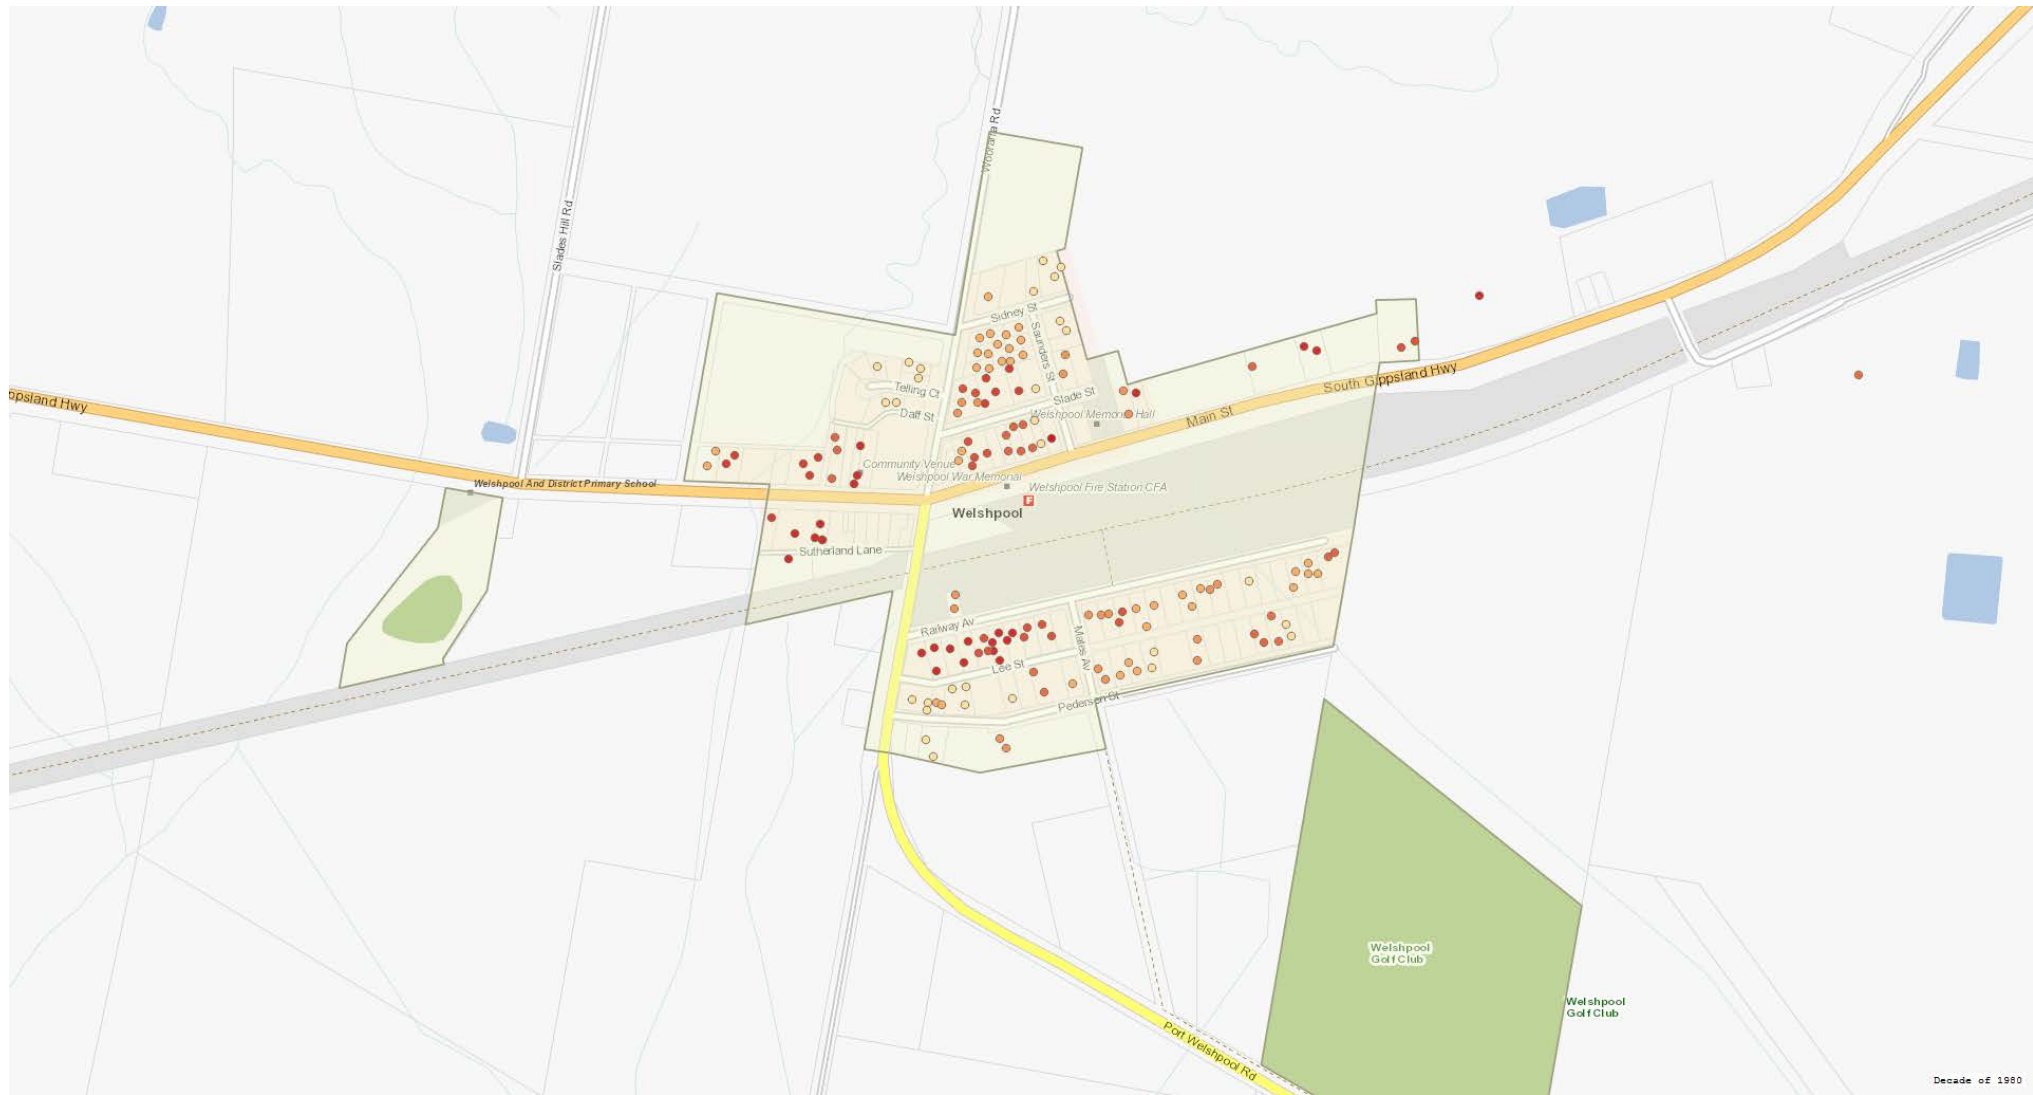 Woorarra Rd
Slades Hill Rd
Sidney St
Saunders St
Telling Ct
Daff St
Slade St
Welshpool Memorial Hall
Main St
South Gippsland Hwy
ppsland Hwy
Community Venue
Welshpool War Memorial
Welshpool And District Primary School
Welshpool Fire Station CFA
F
Welshpool
Sutherland Lane
Railway Av
Mates Av
Lee St
Pedersen St
Welshpool
Golf Club
Welshpool
Golf Club
Port Welshpool Rd
Decade of 1980